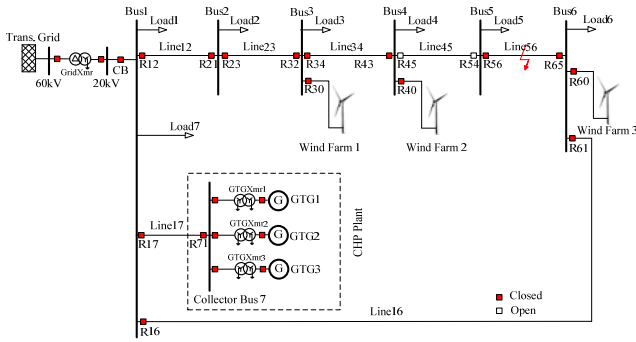 Bus1
Bus2
Bus3
Bus4
Bus5
Bus6
Load1
Load2
Load3
Load4
Load5
Load6
Trans. Grid
Line12
Line23
Line34
Line45
Line56
GridXmr
CB
R12
R21
R23
R32
R34
R43
R45
R54
R56
R65
60kV
20kV
R30
R40
R60
Wind Farm 3
Load7
Wind Farm 1
Wind Farm 2
R61
GTGXmr1
G
GTG1
Line17
GTGXmr2
G
GTG2
R17
R71
GTGXmr3
G
GTG3
CHP Plant
Collector Bus 7
Closed
Open
Line16
R16